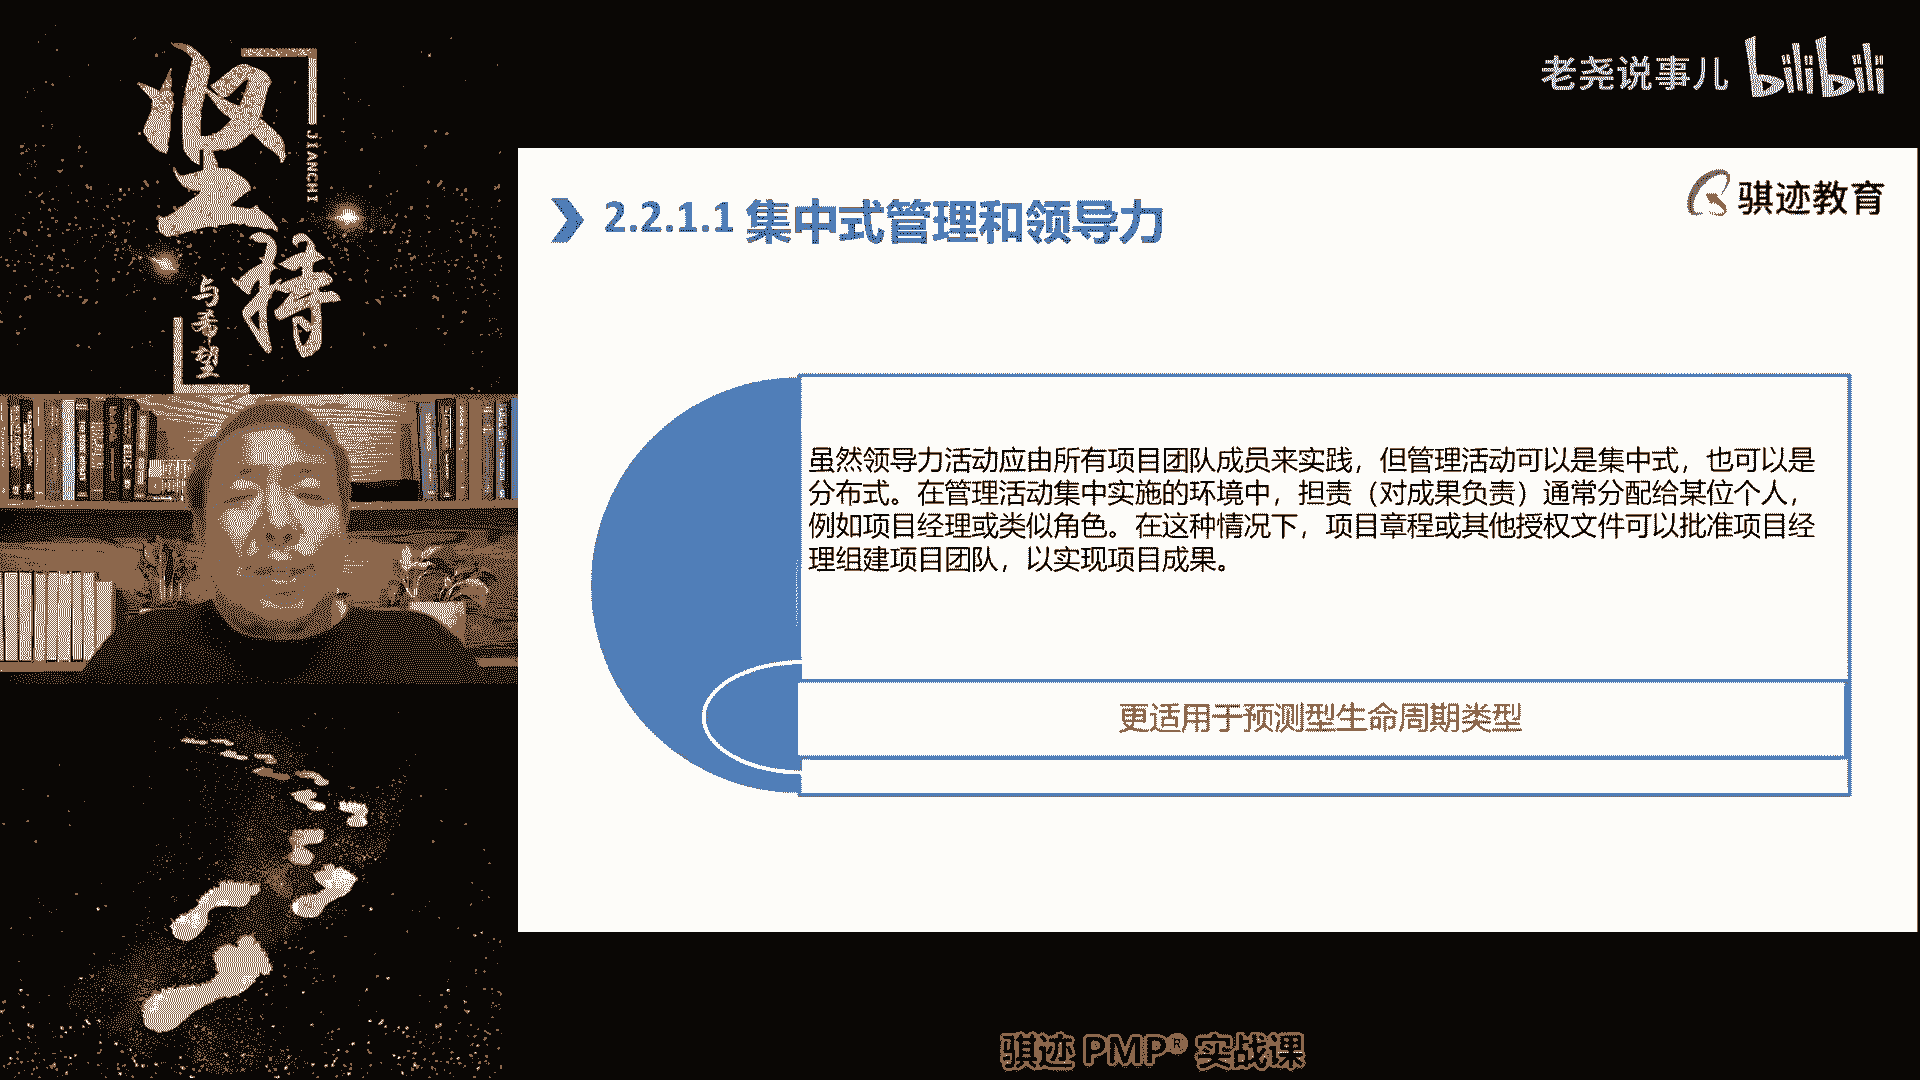 坚持
JIANCHI
与希望
老尧说事儿 bilibili
骐迹教育
2.2.1.1 集中式管理和领导力
虽然领导力活动应由所有项目团队成员来实践，但管理活动可以是集中式，也可以是
分布式。在管理活动集中实施的环境中，担责（对成果负责）通常分配给某位个人，
例如项目经理或类似角色。在这种情况下，项目章程或其他授权文件可以批准项目经
理组建项目团队，以实现项目成果。
更适用于预测型生命周期类型
骐迹 PMP® 实战课